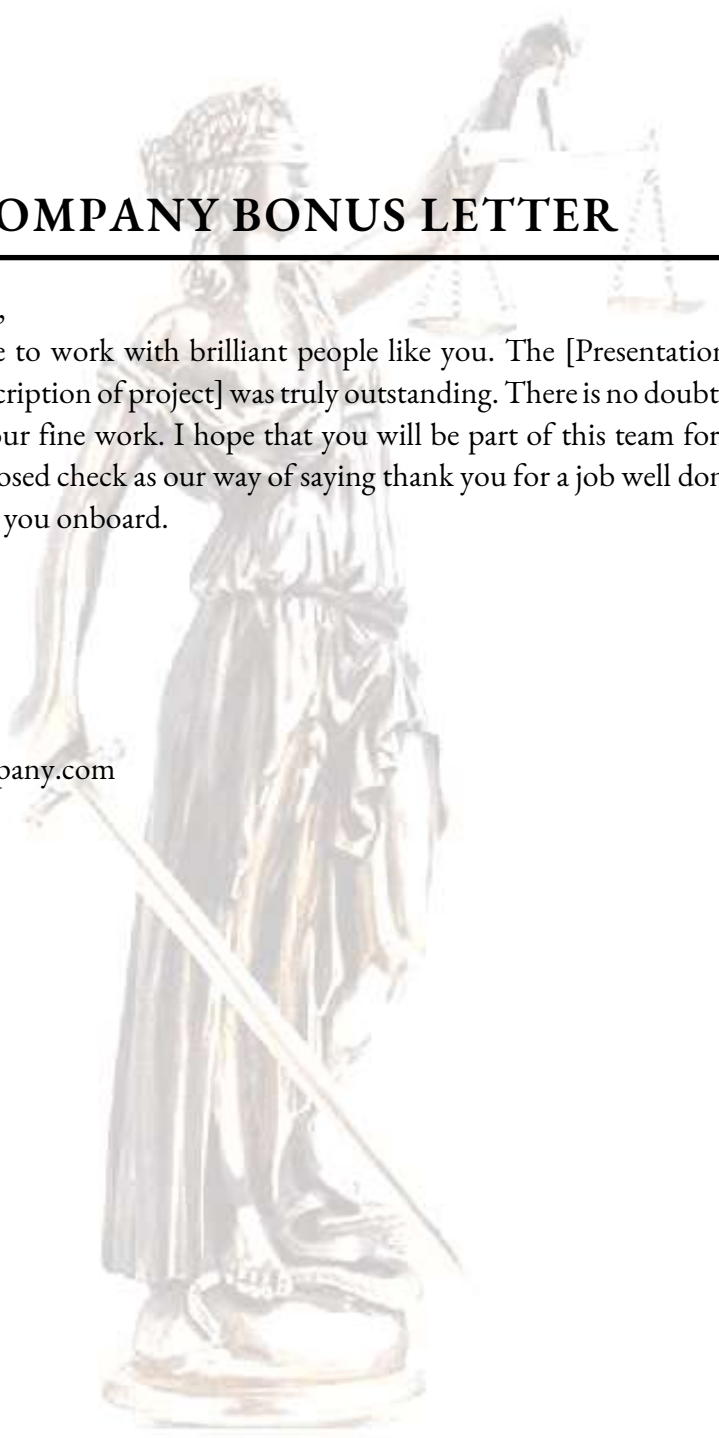 OMPANY BONUS LETTER
,
e to work with brilliant people like you. The [Presentation
cription of project] was truly outstanding. There is no doubt
our fine work. I hope that you will be part of this team for
osed check as our way of saying thank you for a job well don
you onboard.
pany.com